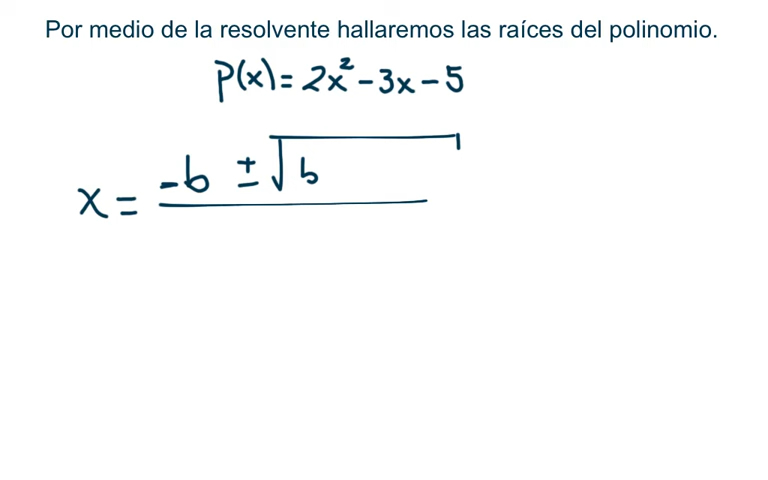 Por medio de la resolvente hallaremos las raíces del polinomio.
P(x) = 2x² - 3x - 5
x = -b ± √b